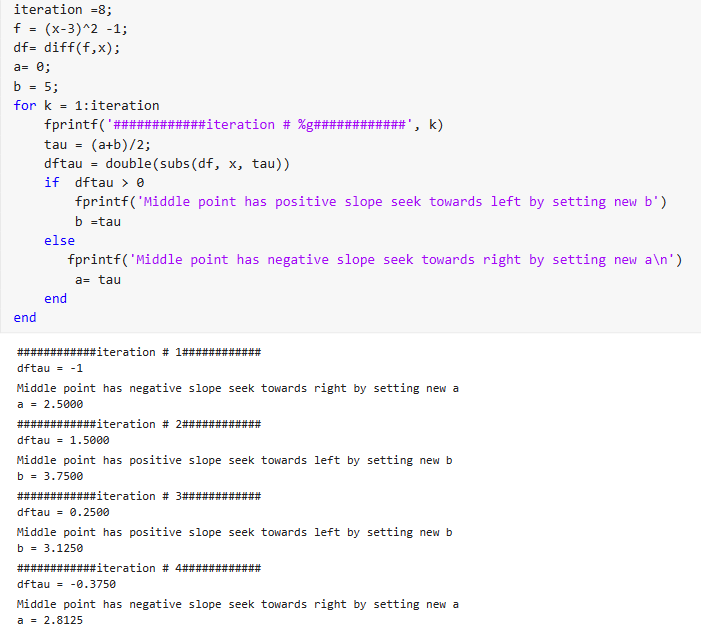 iteration =8;
f = (x-3)^2 -1;
df= diff(f,x);
a= 0;
b = 5;
for k = 1:iteration
fprintf('############iteration # %g############', k)
tau = (a+b)/2;
dftau = double(subs(df, x, tau))
if  dftau > 0
fprintf('Middle point has positive slope seek towards left by setting new b')
b =tau
else
fprintf('Middle point has negative slope seek towards right by setting new a\n')
a= tau
end
end
############iteration # 1############
dftau = -1
Middle point has negative slope seek towards right by setting new a
a = 2.5000
############iteration # 2############
dftau = 1.5000
Middle point has positive slope seek towards left by setting new b
b = 3.7500
############iteration # 3############
dftau = 0.2500
Middle point has positive slope seek towards left by setting new b
b = 3.1250
############iteration # 4############
dftau = -0.3750
Middle point has negative slope seek towards right by setting new a
a = 2.8125